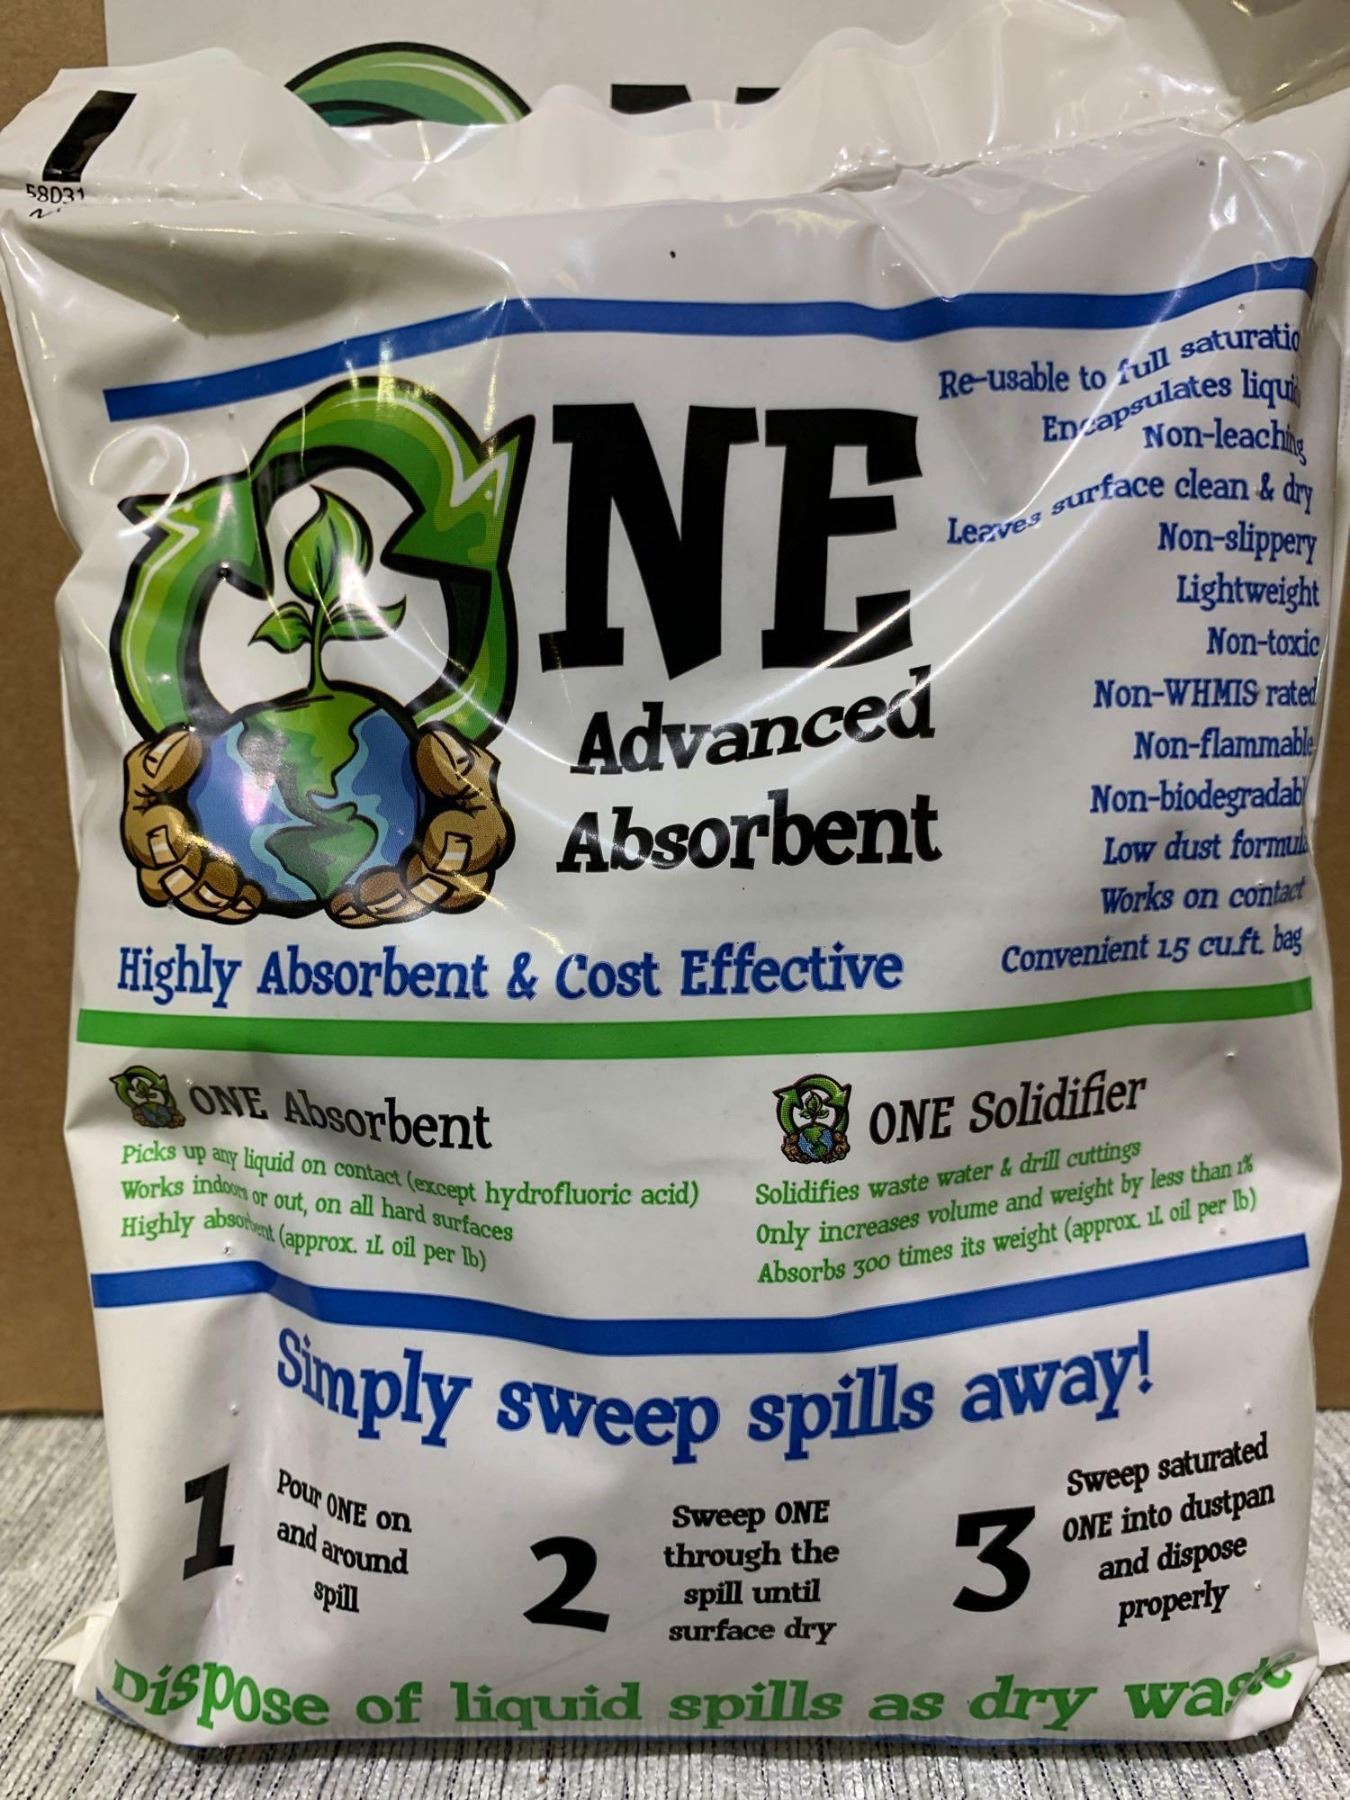 58D31
ONE
Advanced
Absorbent
Highly Absorbent & Cost Effective
Re-usable to full saturatio
Encapsulates liqui
Non-leaching
Leaves surface clean & dry
Non-slippery
Lightweight
Non-toxic
Non-WHMIS rated
Non-flammable
Non-biodegradabl
Low dust formula
Works on contact
Convenient 1.5 cu.ft. bag
ONE Absorbent
Picks up any liquid on contact (except hydrofluoric acid)
Works indoors or out, on all hard surfaces
Highly absorbent (approx. 1L oil per lb)
ONE Solidifier
Solidifies waste water & drill cuttings
Only increases volume and weight by less than 1%
Absorbs 300 times its weight (approx. 1L oil per lb)
Simply sweep spills away!
1
Pour ONE on
and around
spill
2
Sweep ONE
through the
spill until
surface dry
3
Sweep saturated
ONE into dustpan
and dispose
properly
Dispose of liquid spills as dry waste